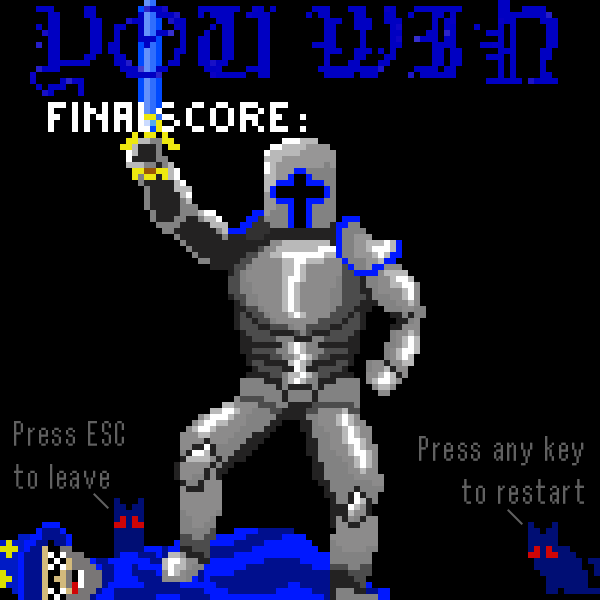 YOU WIN
FINAL SCORE:
Press ESC
to leave
Press any key
to restart